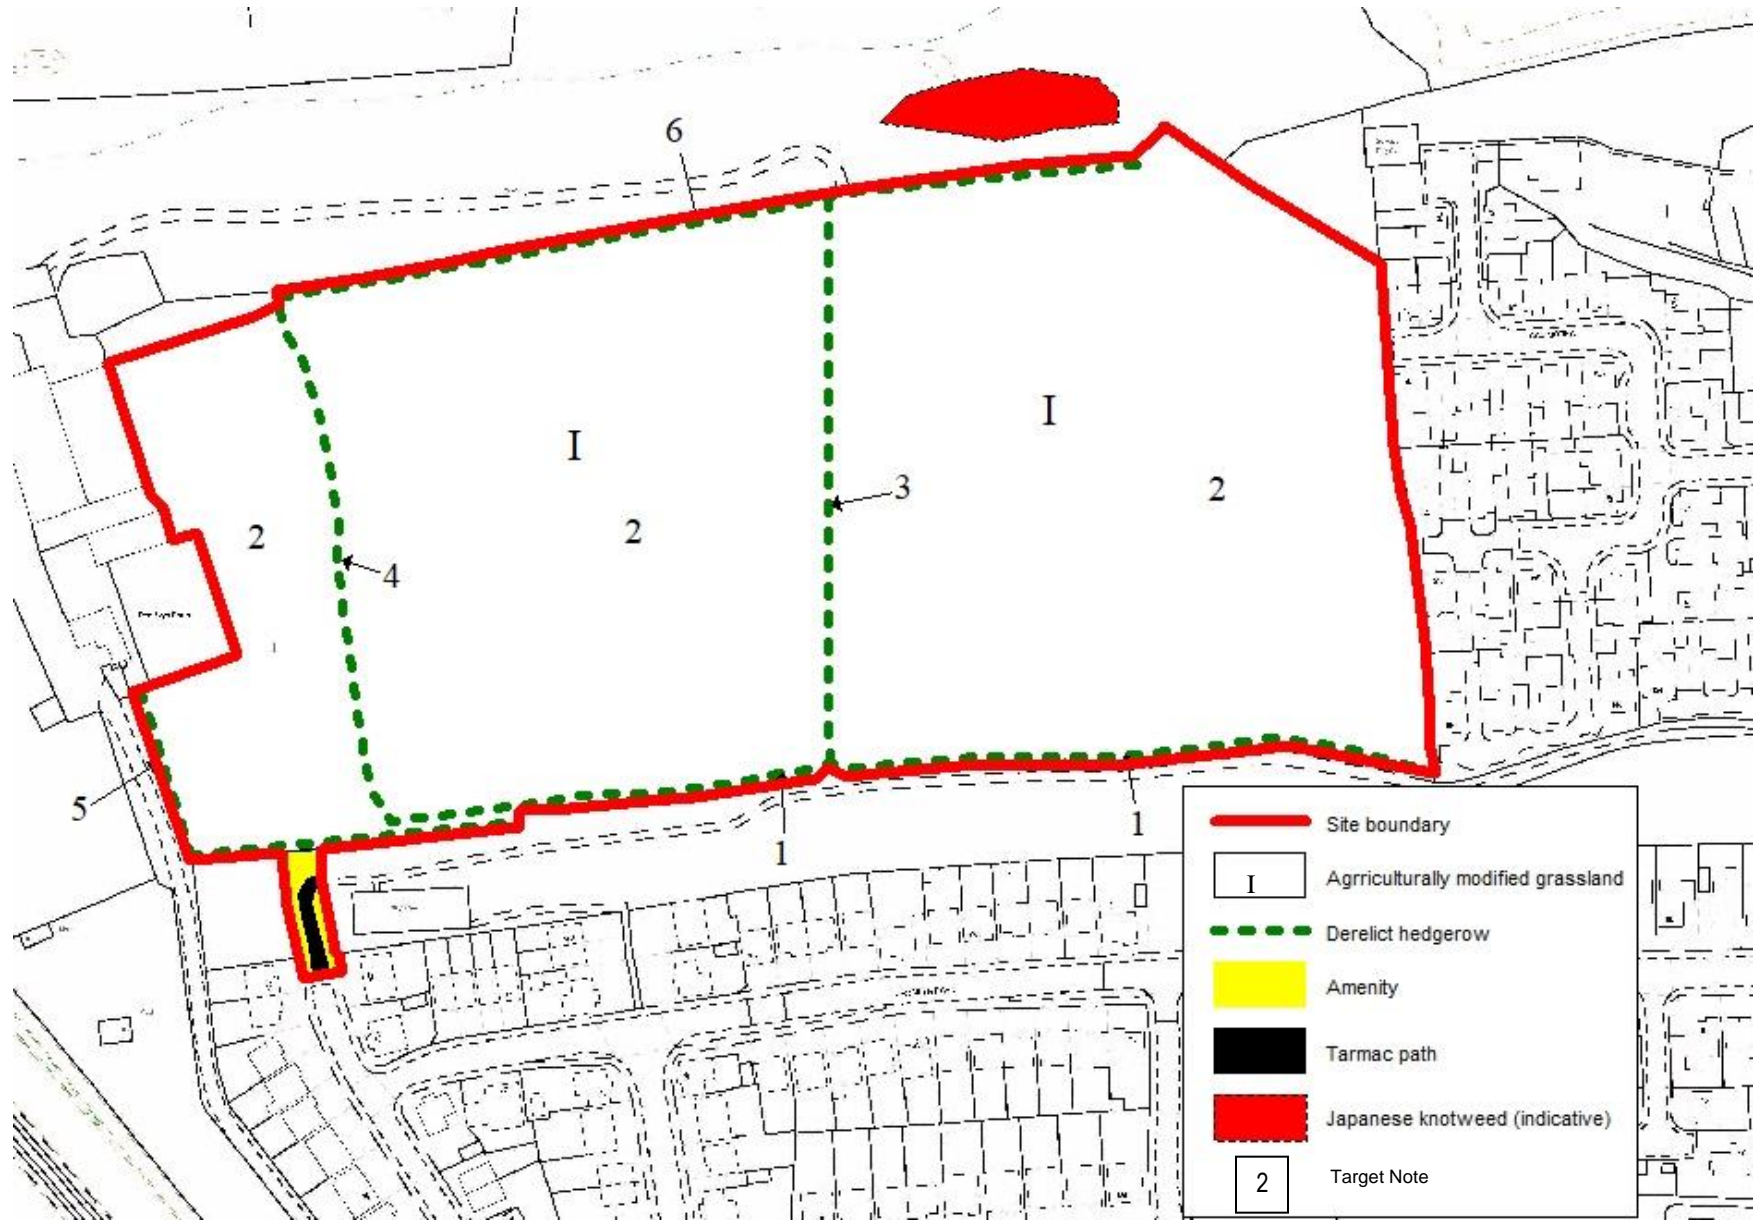 6
I
I
3
2
2
2
4
5
1
1
Site boundary
I
Agrriculturally modified grassland
Derelict hedgerow
Amenity
Tarmac path
Japanese knotweed (indicative)
2
Target Note